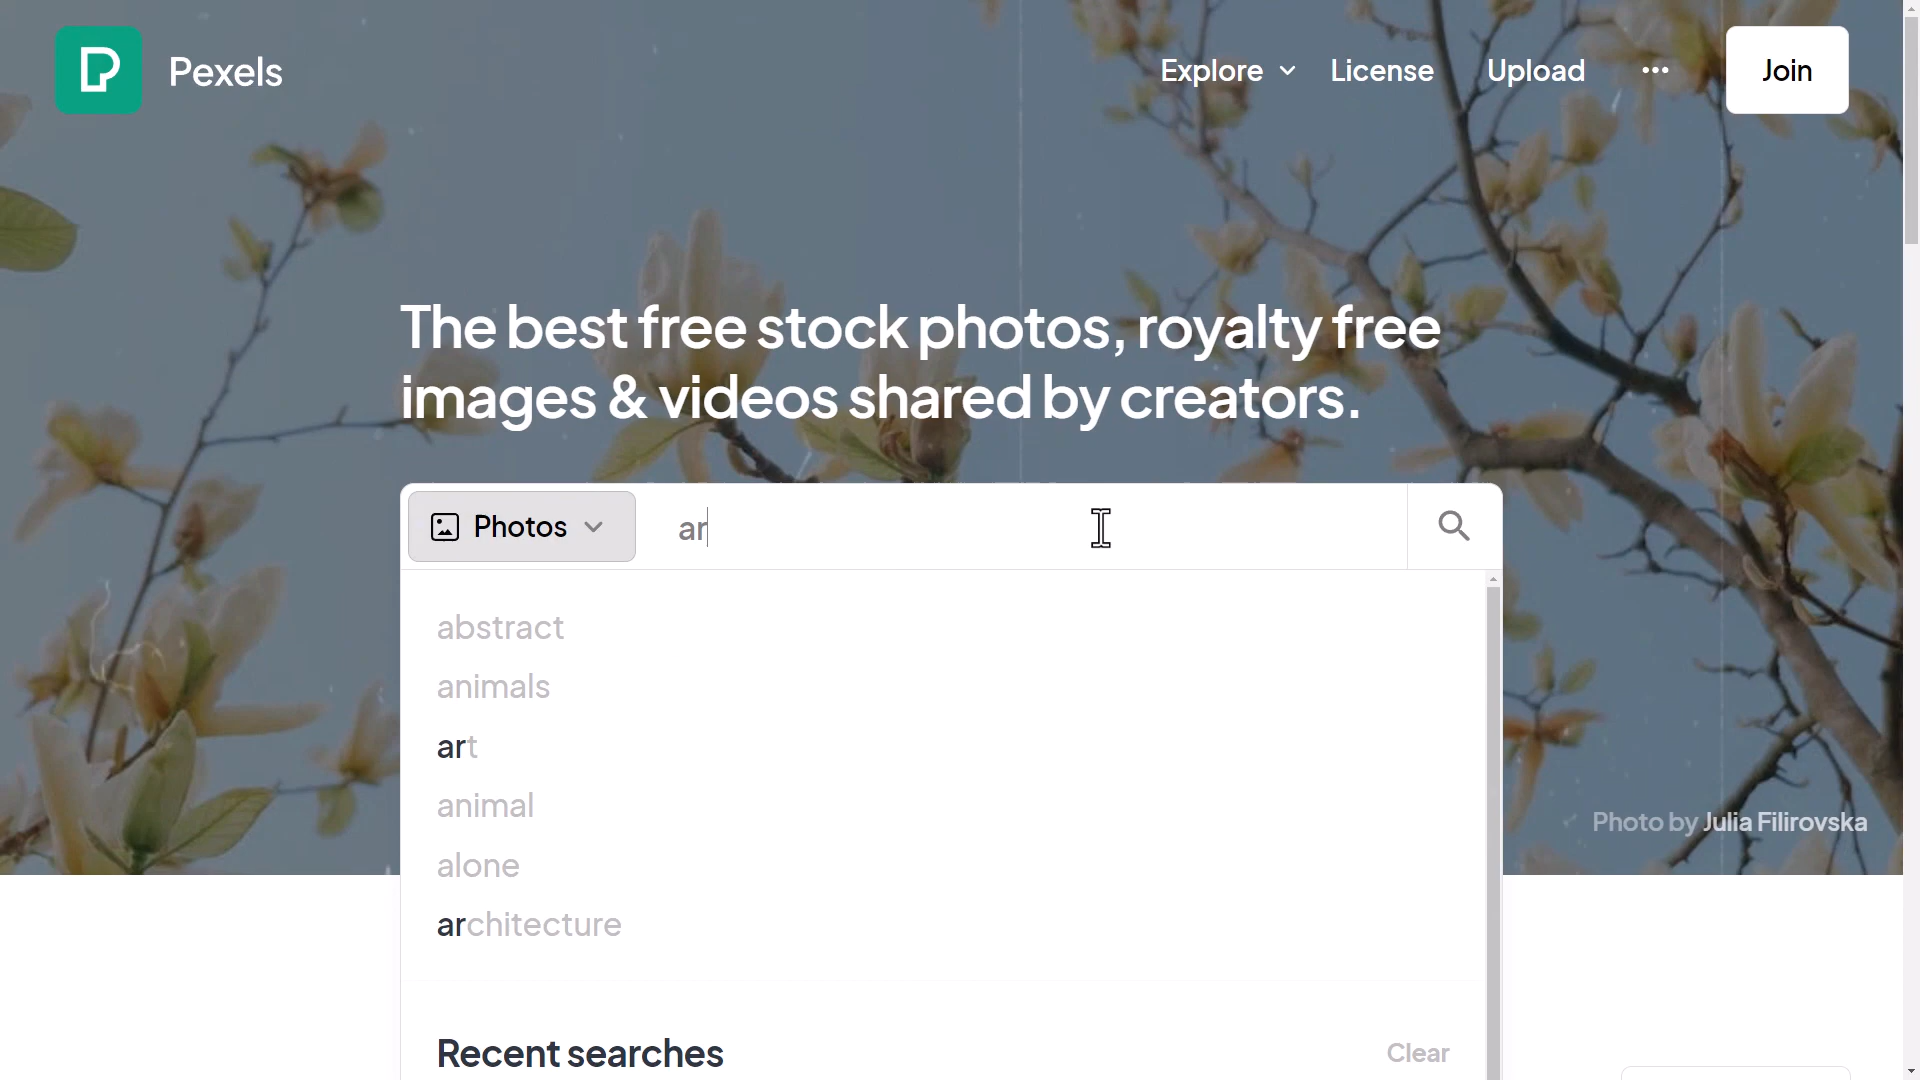 Pexels
Explore License Upload ... Join
The best free stock photos, royalty free
images & videos shared by creators.
Photos ar
abstract
animals
art
animal
alone
architecture
Photo by Julia Filirovska
Recent searches Clear